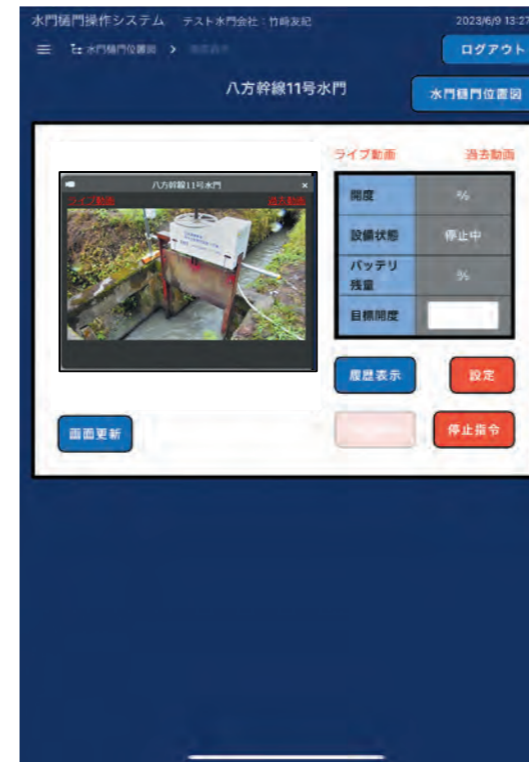 水門樋門操作システム テスト水門会社：竹﨑友紀 2023/6/9 13:27
水門樋門位置図 >
ログアウト
八方幹線11号水門
水門樋門位置図
ライブ動画 過去動画
八方幹線11号水門 ×
ライブ動画 過去動画
開度 %
設備状態 停止中
バッテリ
残量 %
目標開度
履歴表示 設定
画面更新
停止指令